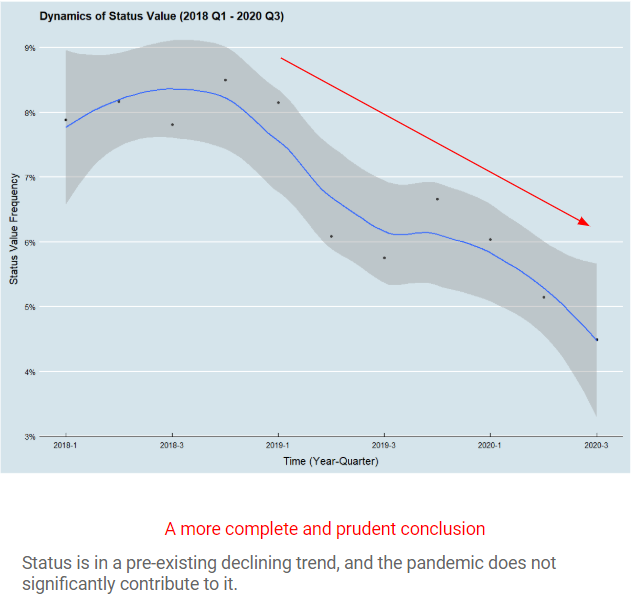 Dynamics of Status Value (2018 Q1 - 2020 Q3)
9%
8%
7%
6%
5%
4%
3%
Status Value Frequency
2018-1
2018-3
2019-1
2019-3
2020-1
2020-3
Time (Year-Quarter)
A more complete and prudent conclusion
Status is in a pre-existing declining trend, and the pandemic does not
significantly contribute to it.